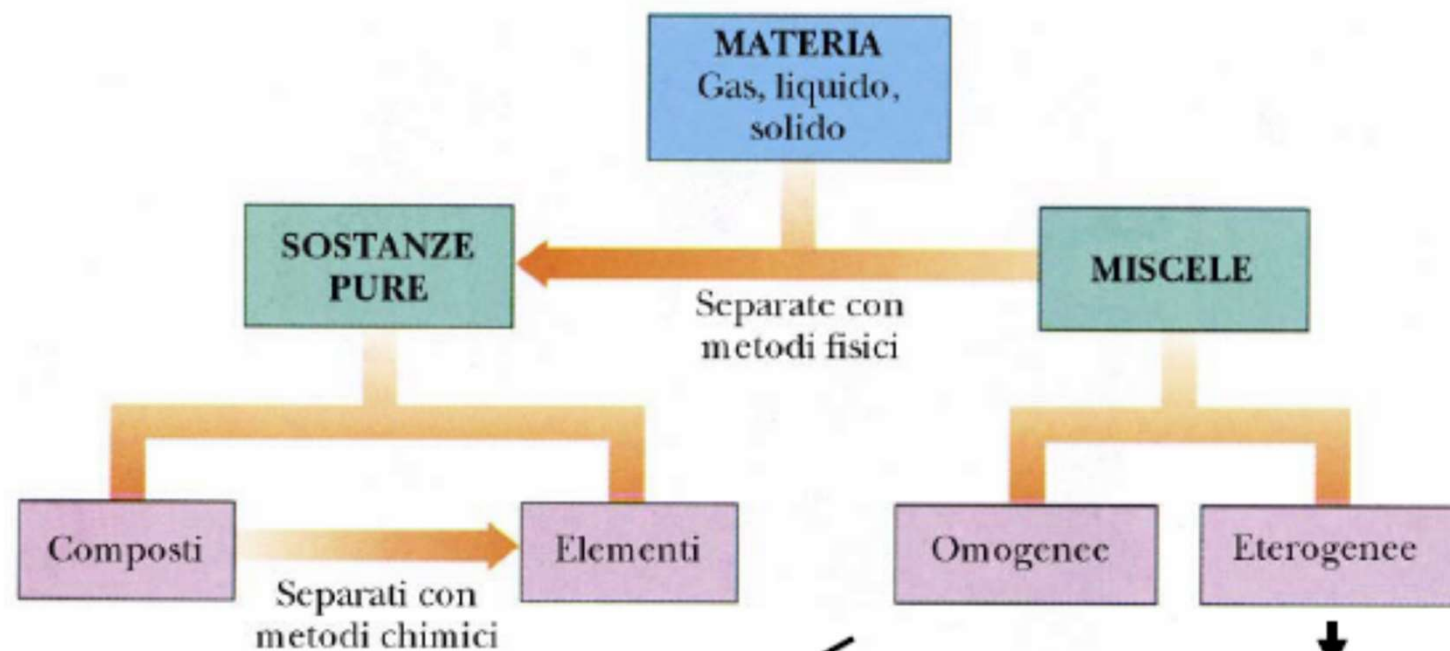 MATERIA
Gas, liquido,
solido
SOSTANZE
PURE
MISCELE
Separate con
metodi fisici
Composti
Elementi
Omogenee
Eterogenee
Separati con
metodi chimici